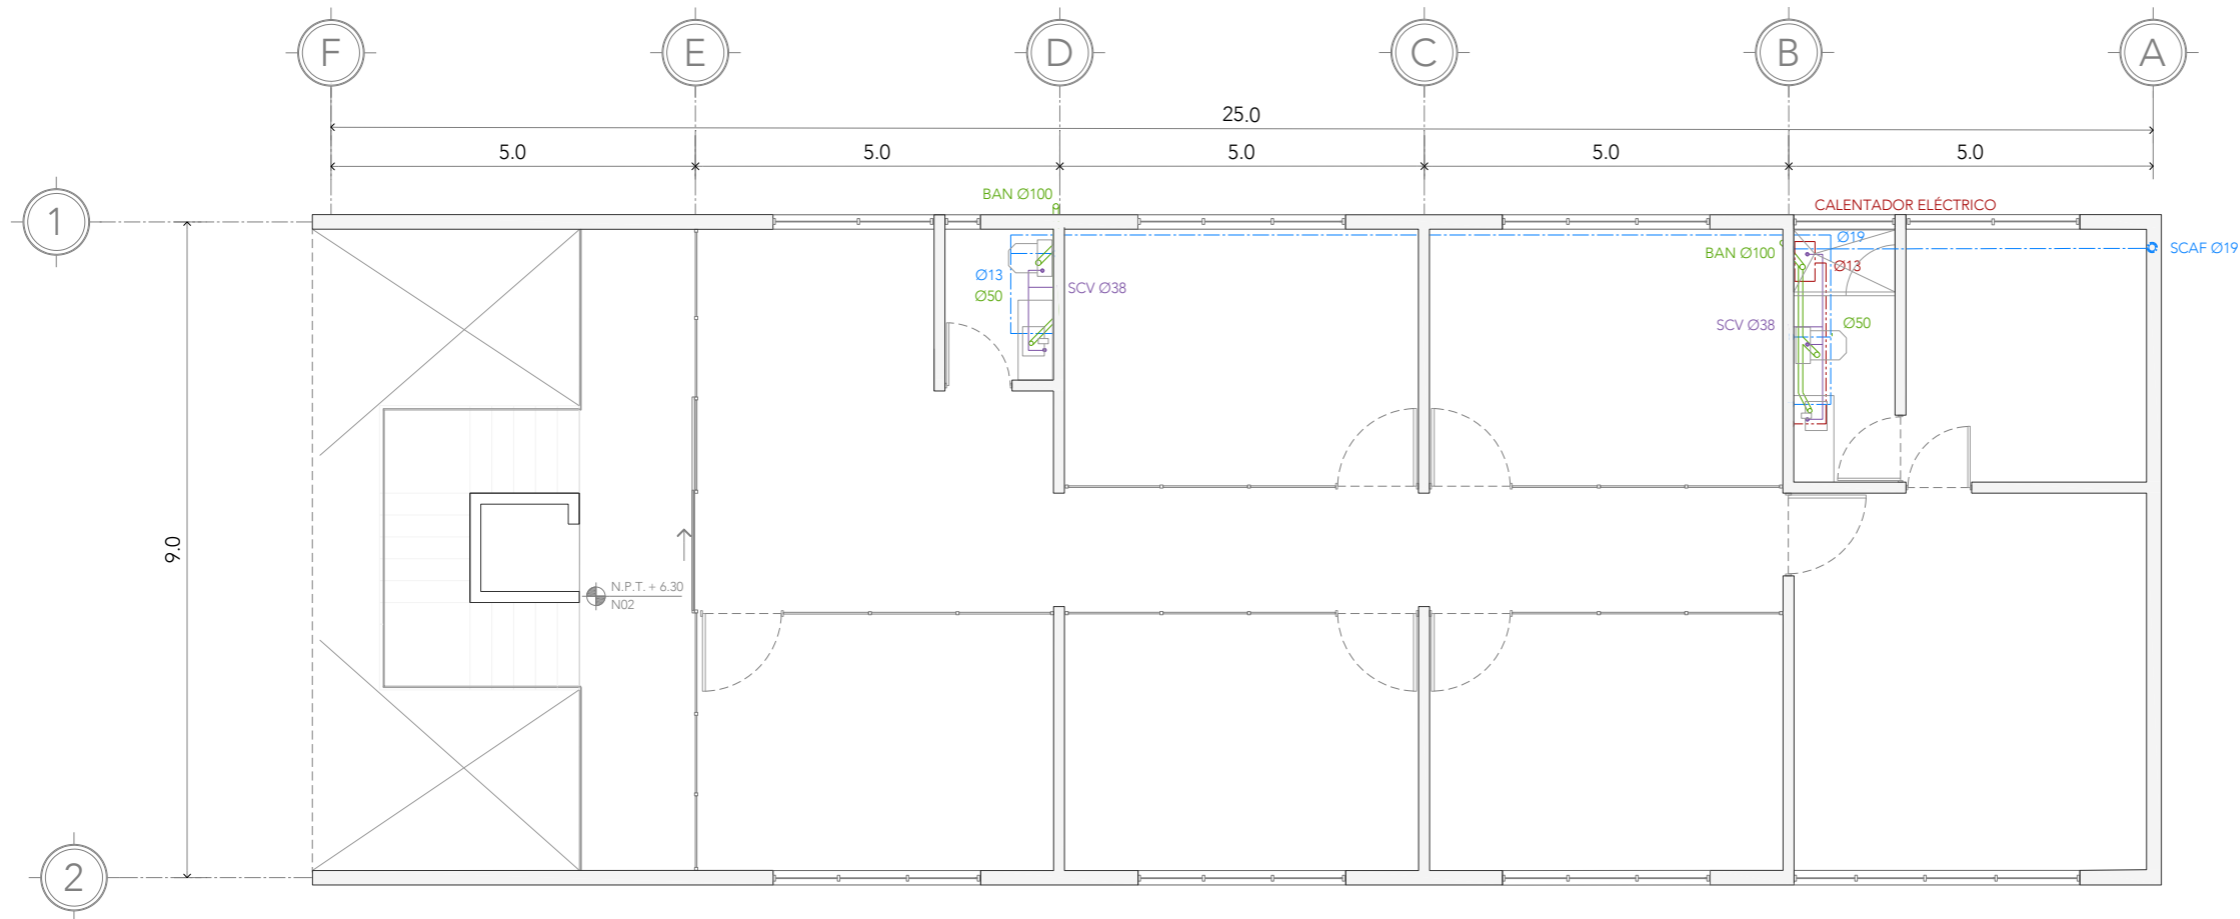 F
E
D
C
B
A
25.0
5.0
5.0
5.0
5.0
5.0
1
BAN Ø100
CALENTADOR ELÉCTRICO
Ø19
SCAF Ø19
BAN Ø100
Ø13
Ø13
SCV Ø38
Ø50
SCV Ø38
Ø50
9.0
N.P.T. + 6.30
N02
2